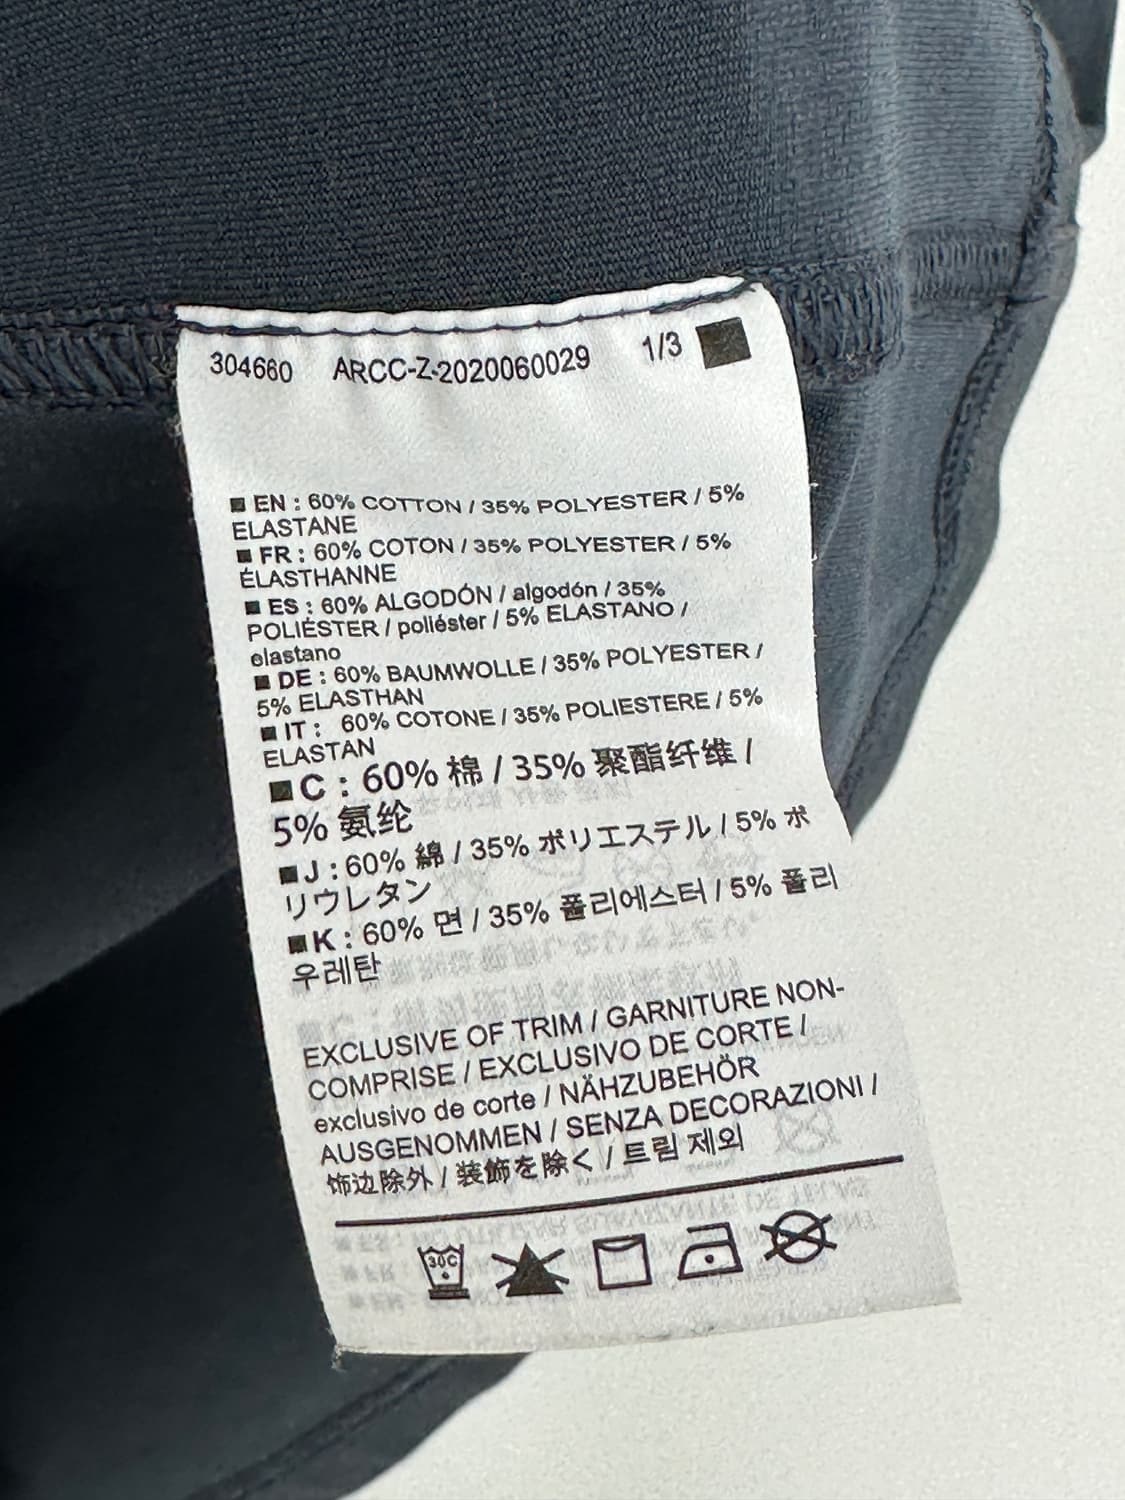 304660 ARCC-Z-2020060029 1/3
■ EN : 60% COTTON / 35% POLYESTER / 5%
ELASTANE
■ FR : 60% COTON / 35% POLYESTER / 5%
ÉLASTHANNE
■ ES : 60% ALGODÓN / algodón / 35%
POLIÉSTER / poliéster / 5% ELASTANO /
elastano
■ DE : 60% BAUMWOLLE / 35% POLYESTER /
5% ELASTHAN
■ IT : 60% COTONE / 35% POLIESTERE / 5%
ELASTAN
■ C : 60% 棉 / 35% 聚酯纤维 /
5% 氨纶
■ J : 60% 綿 / 35% ポリエステル / 5% ポ
リウレタン
■ K : 60% 면 / 35% 폴리에스터 / 5% 폴리
우레탄
EXCLUSIVE OF TRIM / GARNITURE NON-
COMPRISE / EXCLUSIVO DE CORTE /
exclusivo de corte / NÄHZUBEHÖR
AUSGENOMMEN / SENZA DECORAZIONI /
饰边除外 / 装飾を除く / 트림 제외
30C